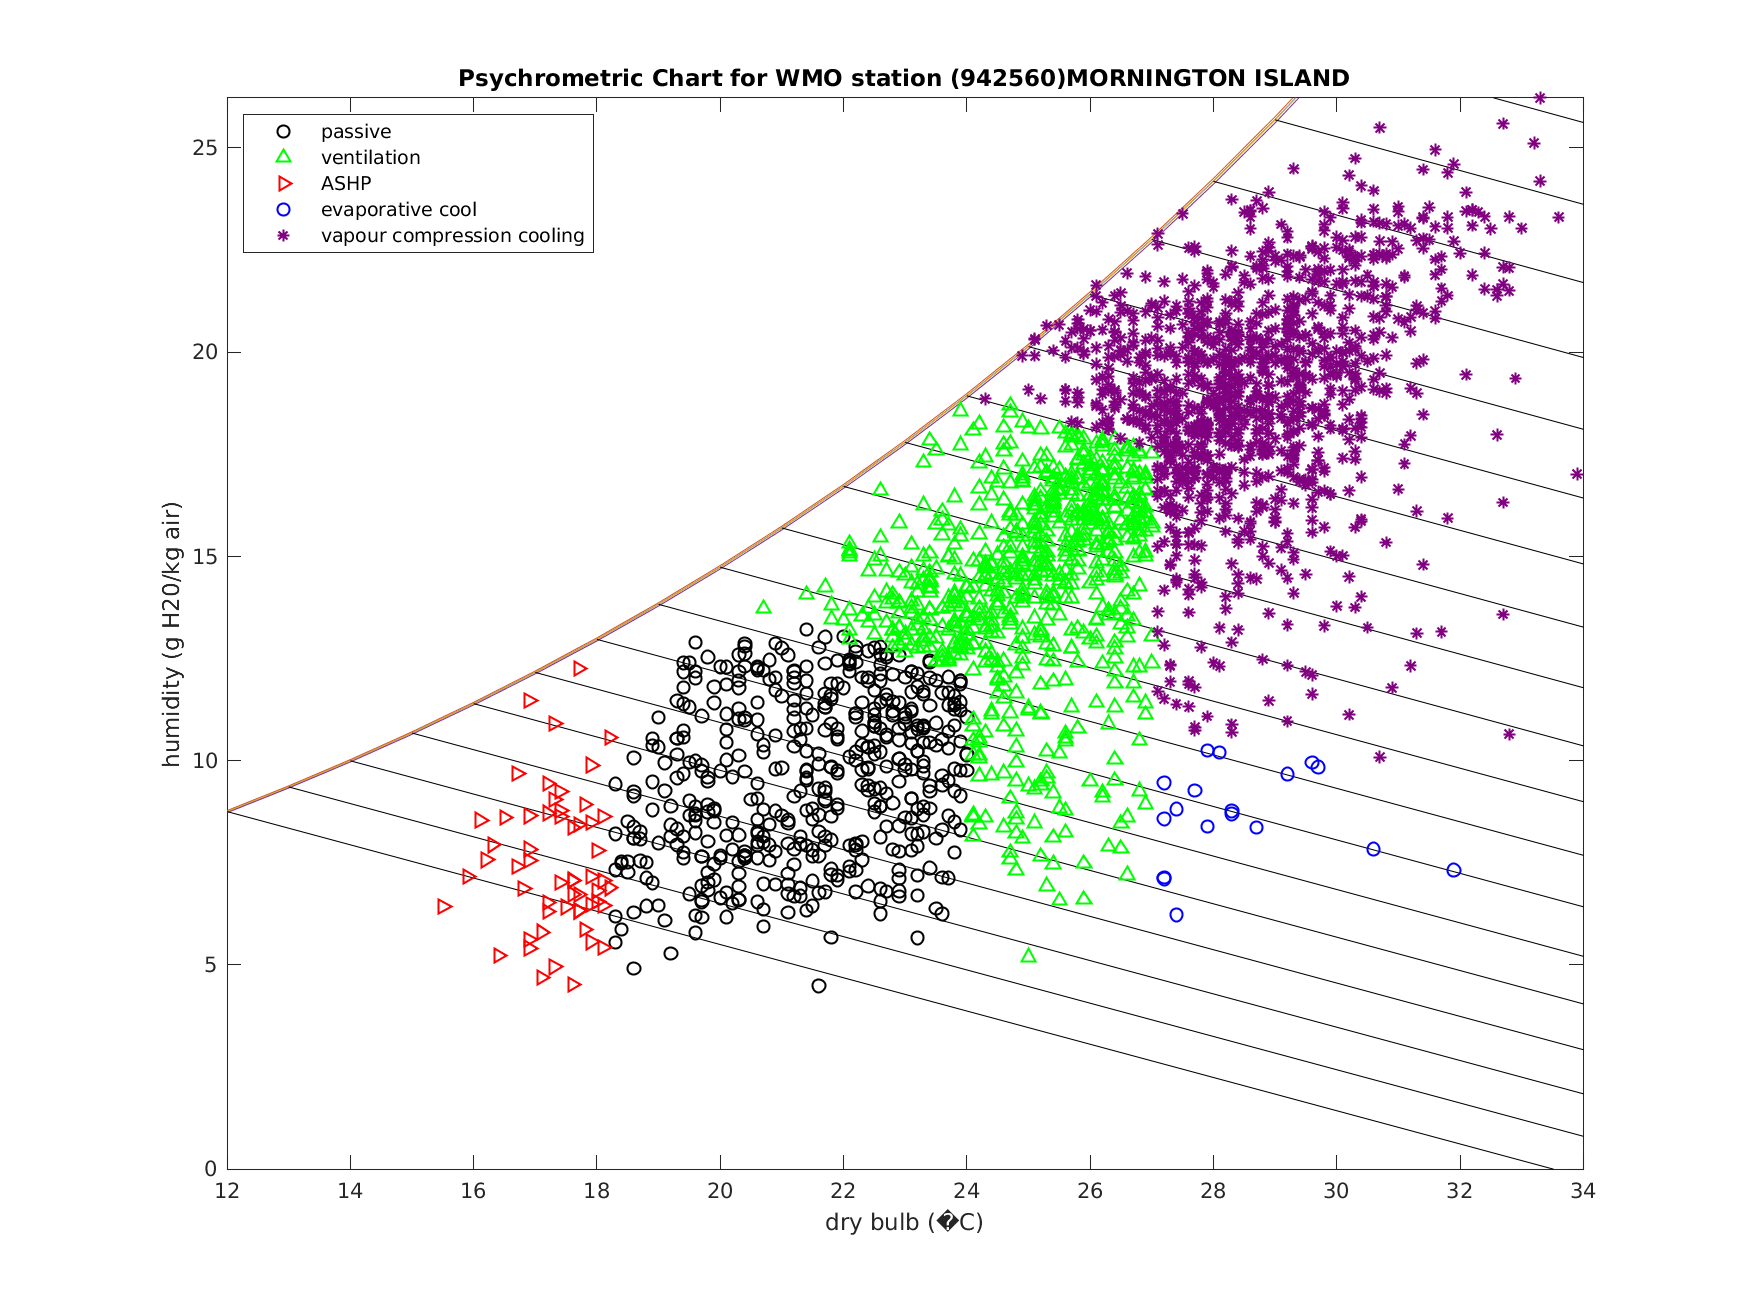 Psychrometric Chart for WMO station (942560)MORNINGTON ISLAND
passive
ventilation
ASHP
evaporative cool
vapour compression cooling
25
20
15
10
5
0
humidity (g H20/kg air)
12 14 16 18 20 22 24 26 28 30 32 34
dry bulb (�C)